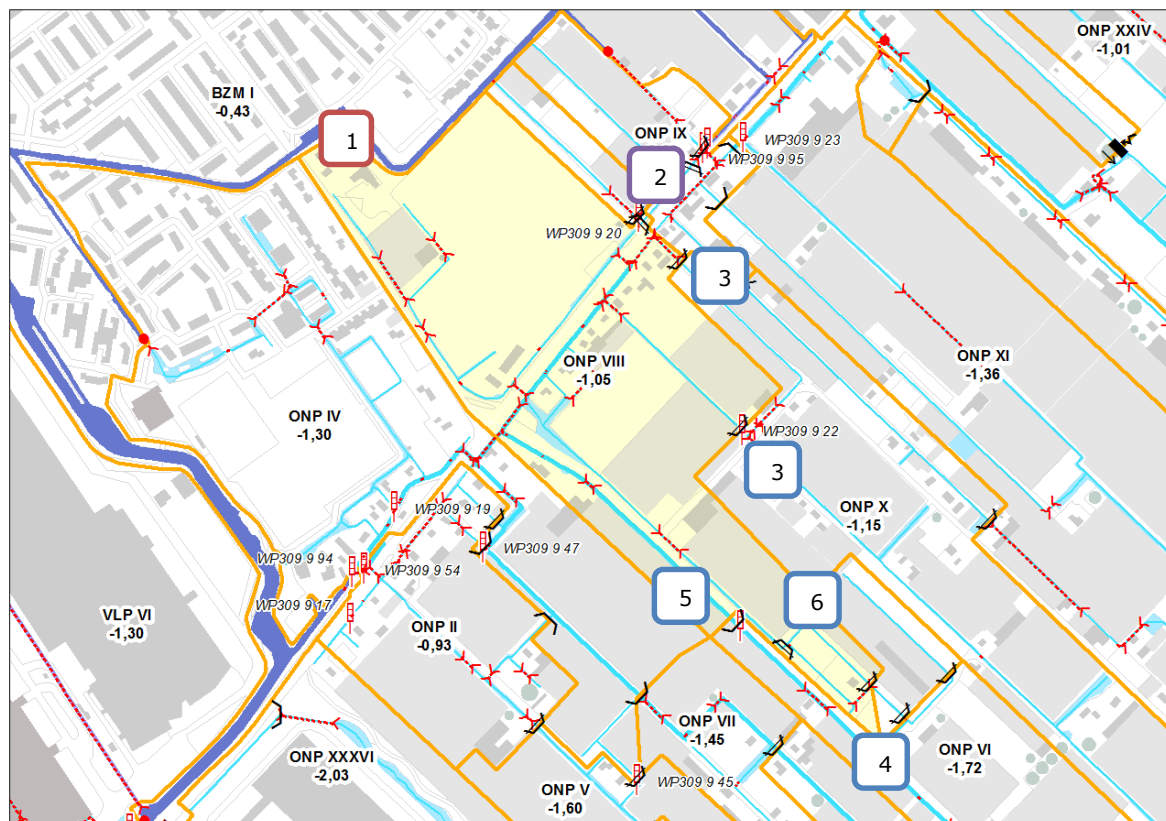 ONP XXIV
-1,01
BZM I
-0,43
1
ONP IX
WP309 9 23
WP309 9 95
2
WP309 9 20
3
ONP VIII
-1,05
ONP XI
-1,36
ONP IV
-1,30
WP309 9 22
3
ONP X
-1,15
WP309 9 19
WP309 9 47
WP309 9 94
WP309 9 54
WP309 9 17
5
6
VLP VI
-1,30
ONP II
-0,93
ONP VII
-1,45
ONP XXXVI
-2,03
4
ONP VI
-1,72
ONP V
-1,60
WP309 9 45